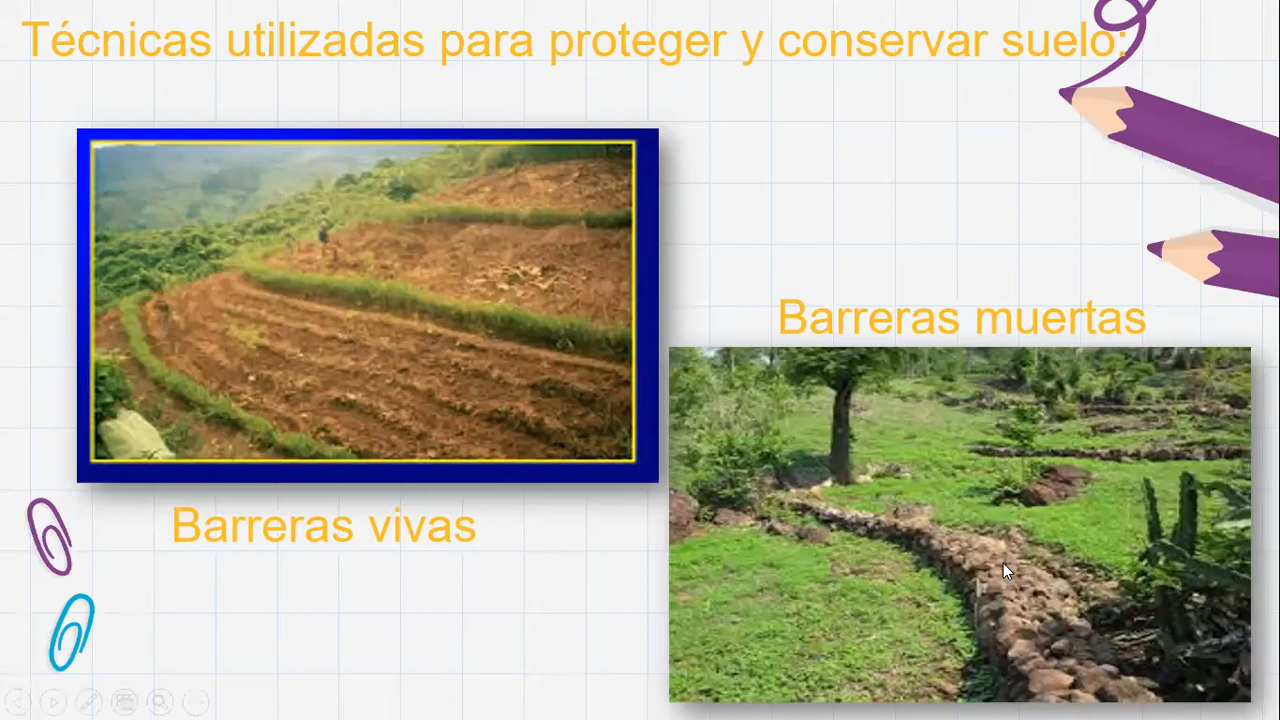 Técnicas utilizadas para proteger y conservar suelo:
Barreras muertas
Barreras vivas